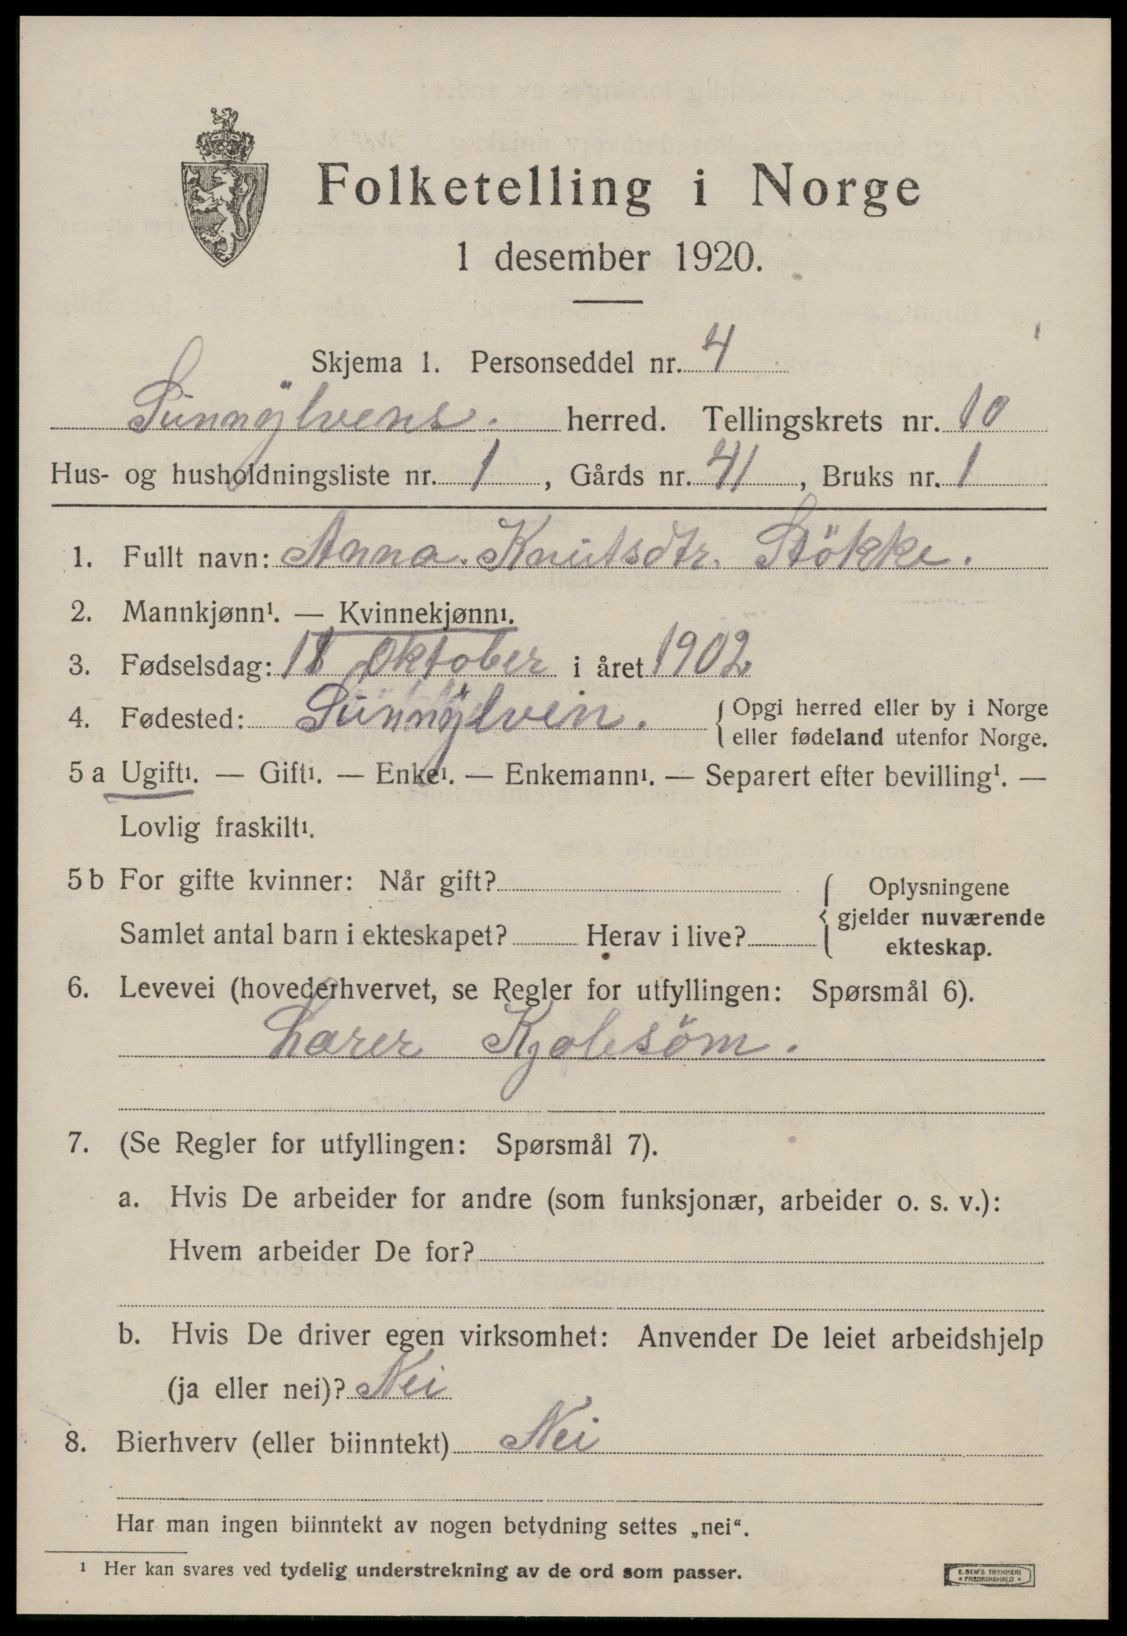 Folketelling i Norge
1 desember 1920.
Skjema 1. Personseddel nr. 4
Sunnylvens. herred. Tellingskrets nr. 10
Hus- og husholdningsliste nr. 1, Gårds nr. 41, Bruks nr. 1
1. Fullt navn: Anna Knutsdtr. Stökke.
2. Mannkjønn¹. — Kvinnekjønn¹.
3. Fødselsdag: 18 Oktober i året 1902
4. Fødested: Sunnylven. { Opgi herred eller by i Norge
eller fødeland utenfor Norge.
5 a Ugift¹. — Gift¹. — Enke¹. — Enkemann¹. — Separert efter bevilling¹. —
Lovlig fraskilt¹.
5 b For gifte kvinner: Når gift? { Oplysningene
gjelder nuværende
ekteskap.
Samlet antal barn i ekteskapet? Herav i live?
6. Levevei (hovederhvervet, se Regler for utfyllingen: Spørsmål 6).
Lærer Kjolesöm.
7. (Se Regler for utfyllingen: Spørsmål 7).
a. Hvis De arbeider for andre (som funksjonær, arbeider o. s. v.):
Hvem arbeider De for?
b. Hvis De driver egen virksomhet: Anvender De leiet arbeidshjelp
(ja eller nei)? Nei
8. Bierhverv (eller biinntekt) Nei
Har man ingen biinntekt av nogen betydning settes „nei“.
¹ Her kan svares ved tydelig understrekning av de ord som passer.
E. SEM'S TRYKKERI
FREDRIKSHALD